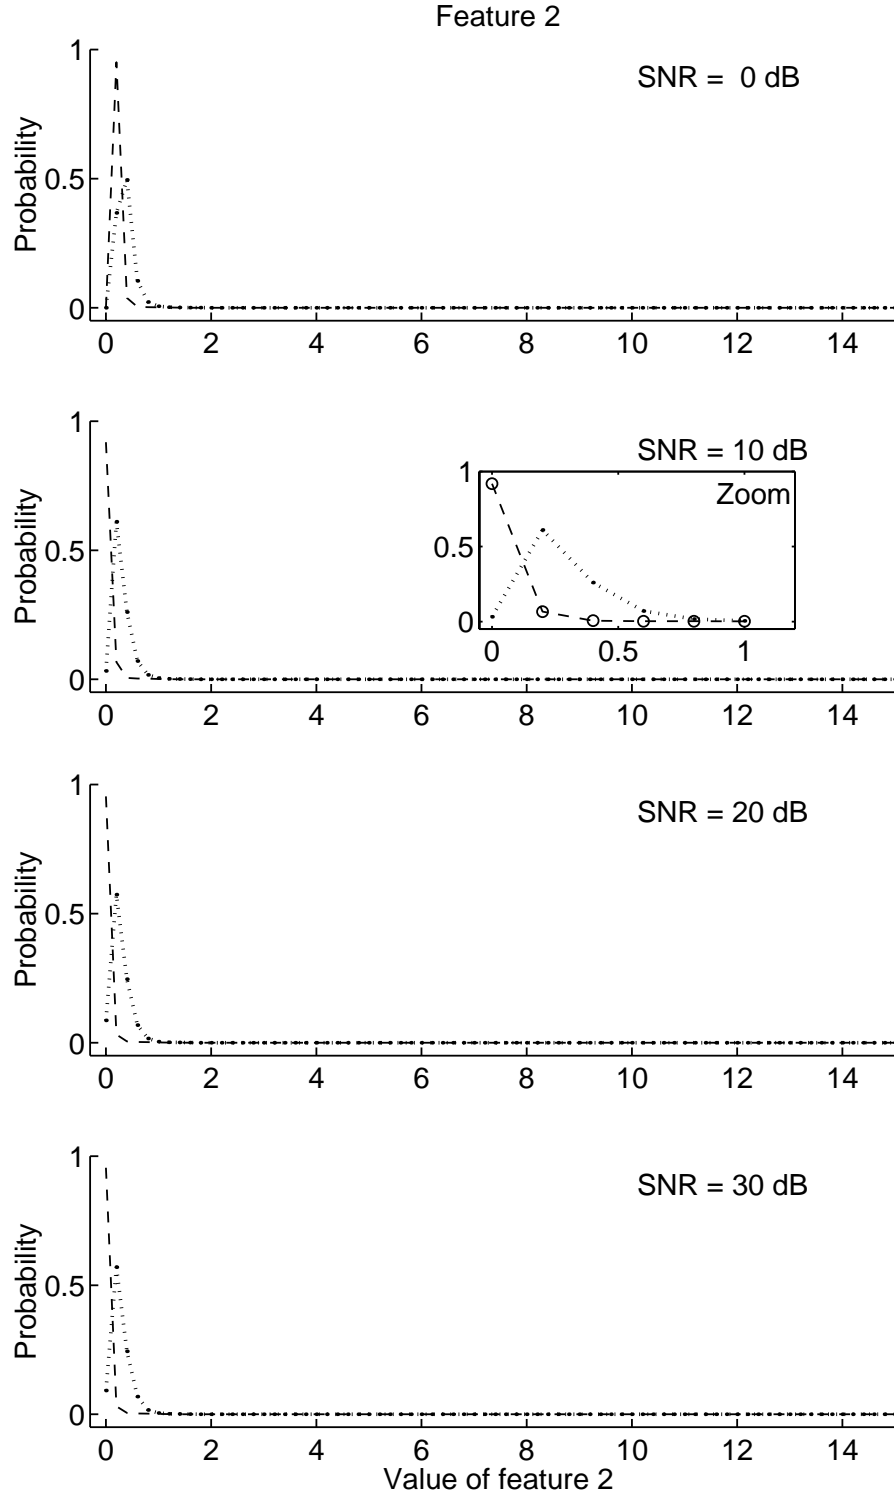 Feature 2
SNR = 0 dB
Probability
1
0.5
0
0 2 4 6 8 10 12 14
SNR = 10 dB
Probability
1
0.5
0
Zoom
1
0.5
0
0 0.5 1
0 2 4 6 8 10 12 14
SNR = 20 dB
Probability
1
0.5
0
0 2 4 6 8 10 12 14
SNR = 30 dB
Probability
1
0.5
0
0 2 4 6 8 10 12 14
Value of feature 2